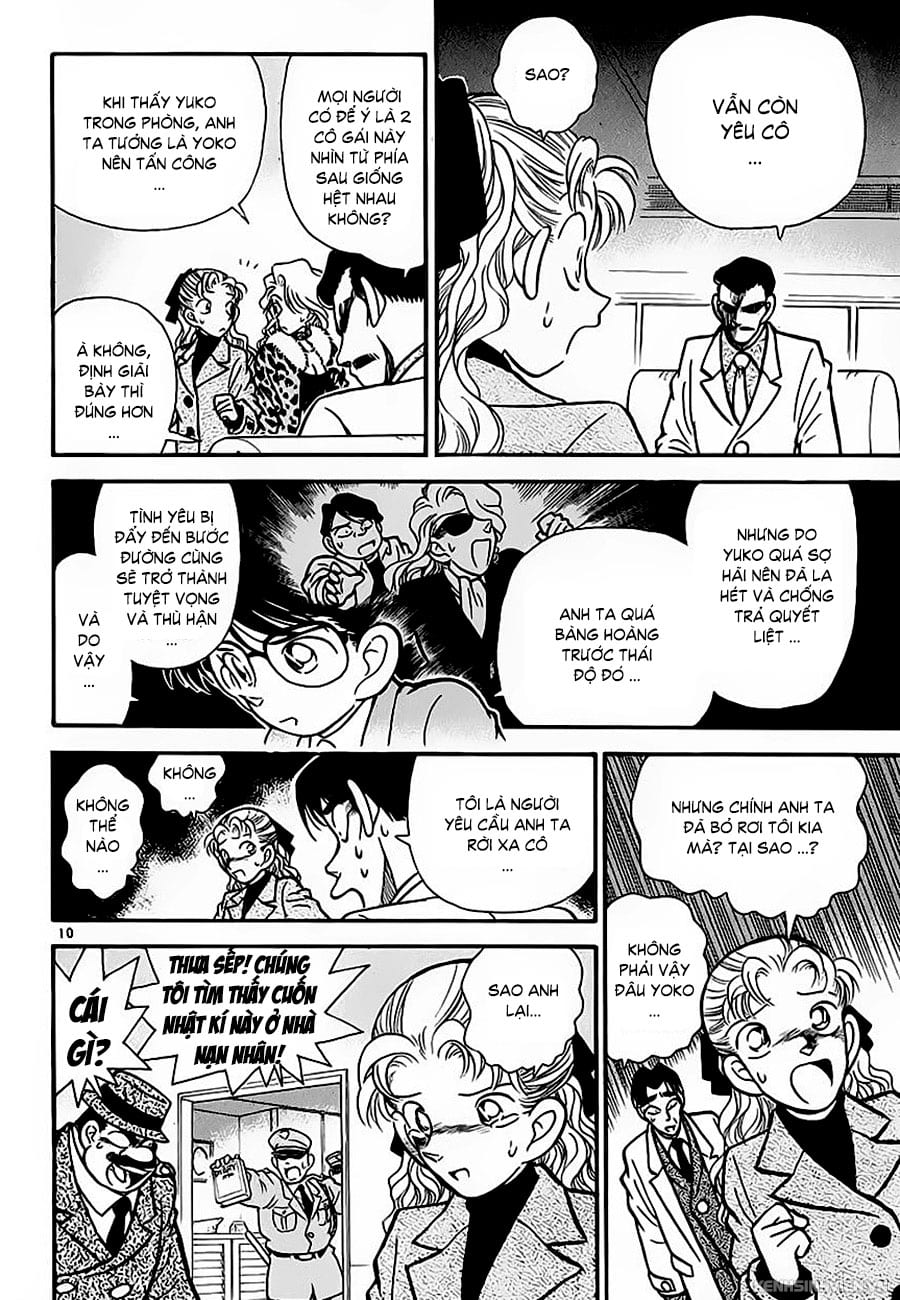 VẪN CÒN
YÊU CÔ
...
SAO?
MỌI NGƯỜI
CÓ ĐỂ Ý LÀ 2
CÔ GÁI NÀY
NHÌN TỪ PHÍA
SAU GIỐNG
HỆT NHAU
KHÔNG?
KHI THẤY YUKO
TRONG PHÒNG, ANH
TA TƯỞNG LÀ YOKO
NÊN TẤN CÔNG
...
À KHÔNG,
ĐỊNH GIẢI
BÀY THÌ
ĐÚNG HƠN
...
NHƯNG DO
YUKO QUÁ SỢ
HÃI NÊN ĐÃ LA
HÉT VÀ CHỐNG
TRẢ QUYẾT
LIỆT ...
ANH TA QUÁ
BÀNG HOÀNG
TRƯỚC THÁI
ĐỘ ĐÓ ...
TÌNH YÊU BỊ
ĐẨY ĐẾN BƯỚC
ĐƯỜNG CÙNG
SẼ TRỞ THÀNH
TUYỆT VỌNG
VÀ THÙ HẬN
...
VÀ
DO
VẬY
...
NHƯNG CHÍNH ANH TA
ĐÃ BỎ RƠI TÔI KIA
MÀ? TẠI SAO ...?
KHÔNG
PHẢI VẬY
ĐÂU YOKO
...
TÔI LÀ NGƯỜI
YÊU CẦU ANH TA
RỜI XA CÔ
...
KHÔNG
...
KHÔNG
THỂ
NÀO
...
SAO ANH
LẠI...
THƯA SẾP! CHÚNG
TÔI TÌM THẤY CUỐN
NHẬT KÍ NÀY Ở NHÀ
NẠN NHÂN!
CÁI
GÌ?
DIARY
10